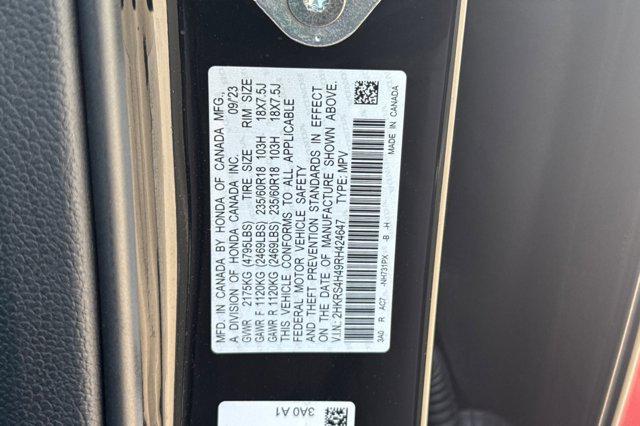 MFD. IN CANADA BY HONDA OF CANADA MFG.,
A DIVISION OF HONDA CANADA INC. 09/23
GVWR 2175KG (4795LBS) TIRE SIZE RIM SIZE
GAWR F 1120KG (2469LBS) 235/60R18 103H 18X7.5J
GAWR R 1120KG (2469LBS) 235/60R18 103H 18X7.5J
THIS VEHICLE CONFORMS TO ALL APPLICABLE
FEDERAL MOTOR VEHICLE SAFETY
AND THEFT PREVENTION STANDARDS IN EFFECT
ON THE DATE OF MANUFACTURE SHOWN ABOVE.
V.I.N.: 2HKRS4H49RH424647 TYPE: MPV
3A0 R AC7 -NH731PX -B -H MADE IN CANADA
3A0 A1